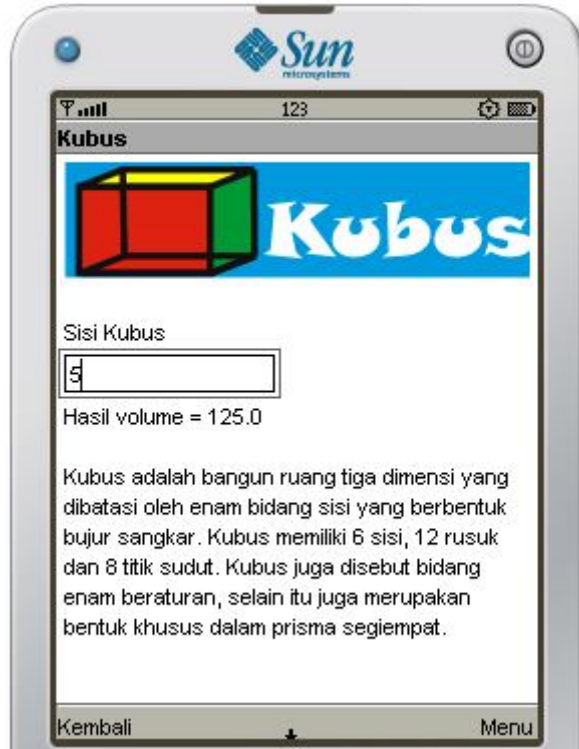 Sun
microsystems
123
Kubus
Kubus
Sisi Kubus
5
Hasil volume = 125.0
Kubus adalah bangun ruang tiga dimensi yang
dibatasi oleh enam bidang sisi yang berbentuk
bujur sangkar. Kubus memiliki 6 sisi, 12 rusuk
dan 8 titik sudut. Kubus juga disebut bidang
enam beraturan, selain itu juga merupakan
bentuk khusus dalam prisma segiempat.
Kembali Menu